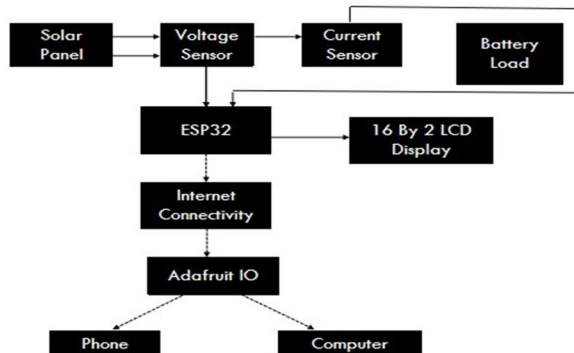 Solar
Panel
Voltage
Sensor
Current
Sensor
Battery
Load
ESP32
16 By 2 LCD
Display
Internet
Connectivity
Adafruit IO
Phone
Computer